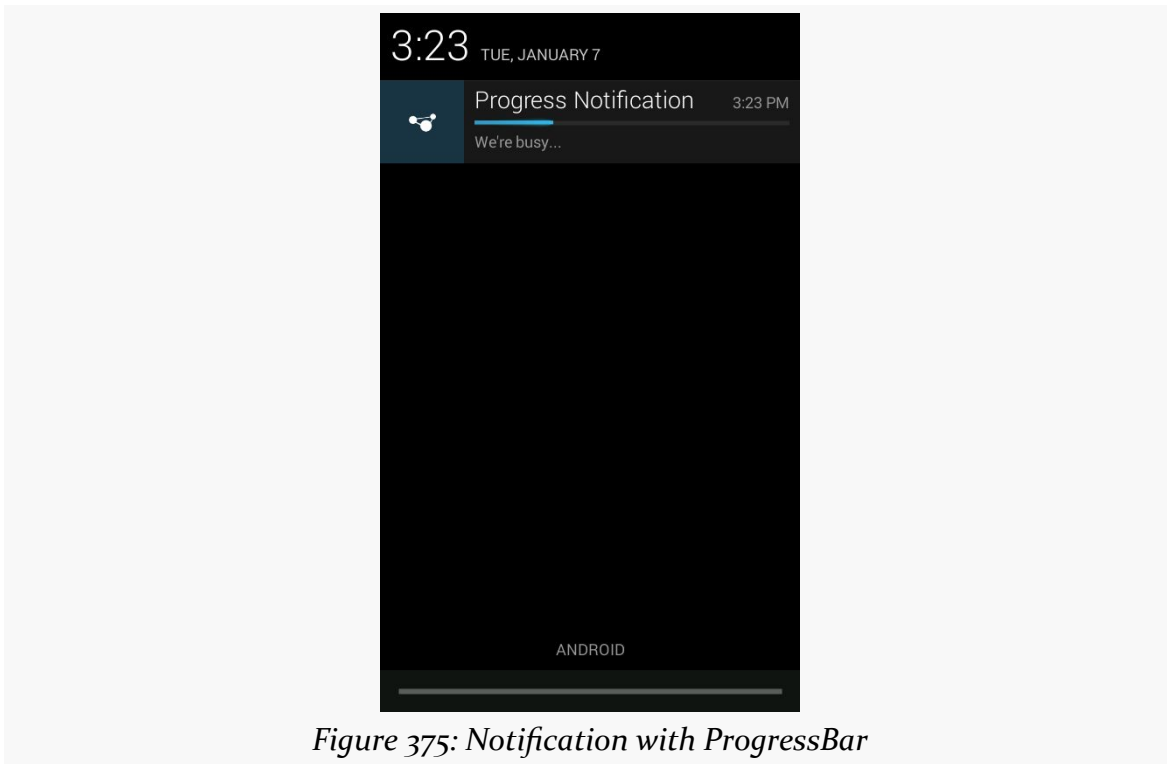 3:23 TUE, JANUARY 7
Progress Notification 3:23 PM
We're busy...
ANDROID
Figure 375: Notification with ProgressBar